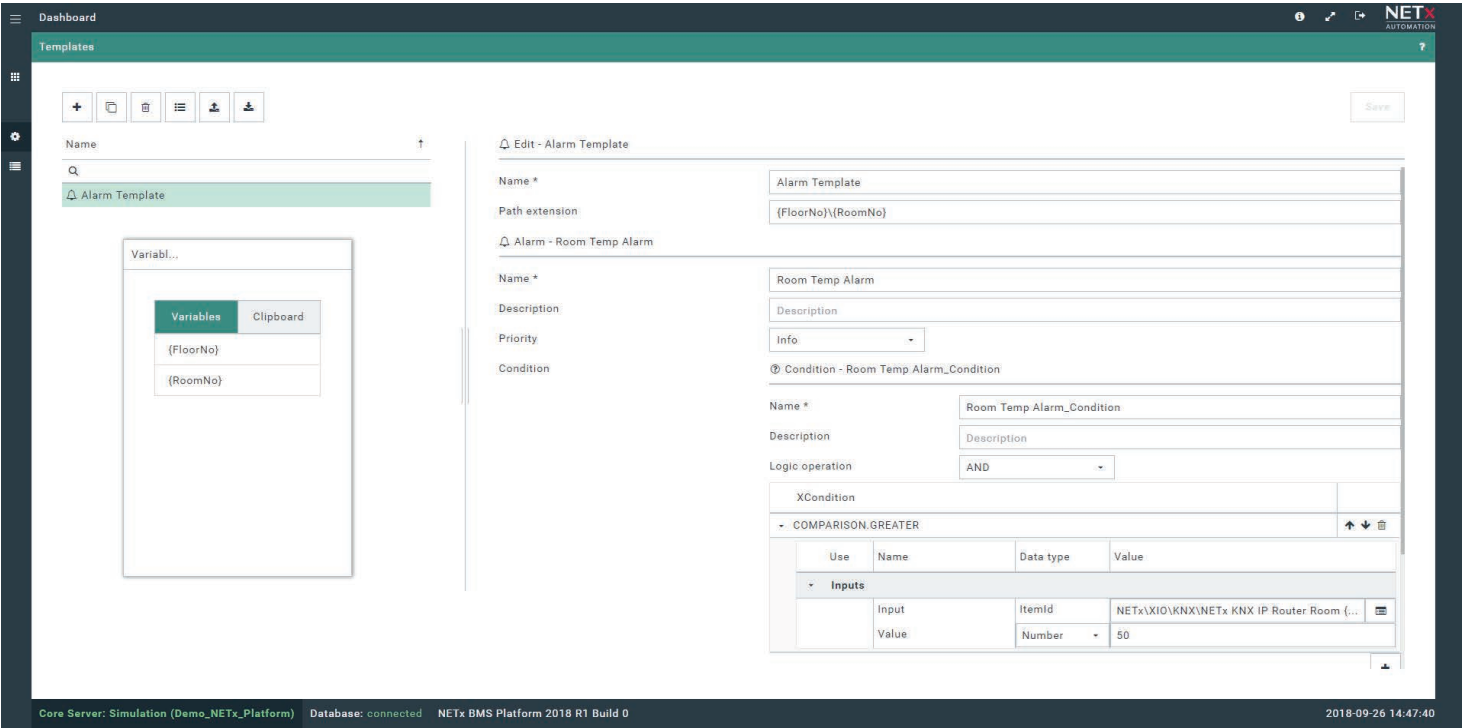 Dashboard
NETX
AUTOMATION
Templates
?
Save
Name
Alarm Template
Variabl...
Variables Clipboard
{FloorNo}
{RoomNo}
Edit - Alarm Template
Name * Alarm Template
Path extension {FloorNo}\{RoomNo}
Alarm - Room Temp Alarm
Name * Room Temp Alarm
Description Description
Priority Info
Condition Condition - Room Temp Alarm_Condition
Name * Room Temp Alarm_Condition
Description Description
Logic operation AND
XCondition
COMPARISON.GREATER
Use Name Data type Value
Inputs
Input ItemId NETx\XIO\KNX\NETx KNX IP Router Room {...
Value Number 50
Core Server: Simulation (Demo_NETx_Platform) Database: connected NETx BMS Platform 2018 R1 Build 0 2018-09-26 14:47:40